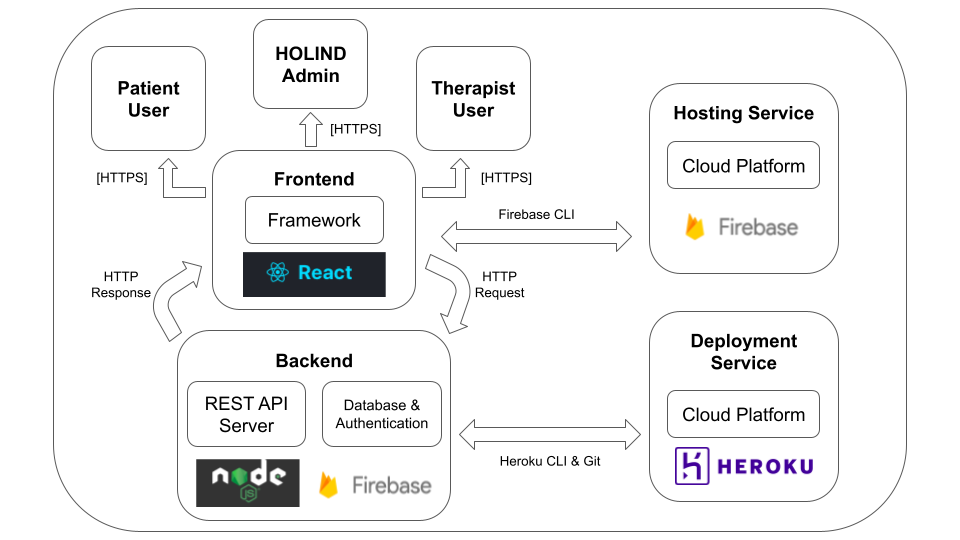 HOLIND
Admin
Patient
User
Therapist
User
[HTTPS]
[HTTPS]
[HTTPS]
Frontend
Framework
React
Firebase CLI
Hosting Service
Cloud Platform
Firebase
HTTP
Response
HTTP
Request
Backend
REST API
Server
Database &
Authentication
node
JS
Firebase
Heroku CLI & Git
Deployment
Service
Cloud Platform
HEROKU